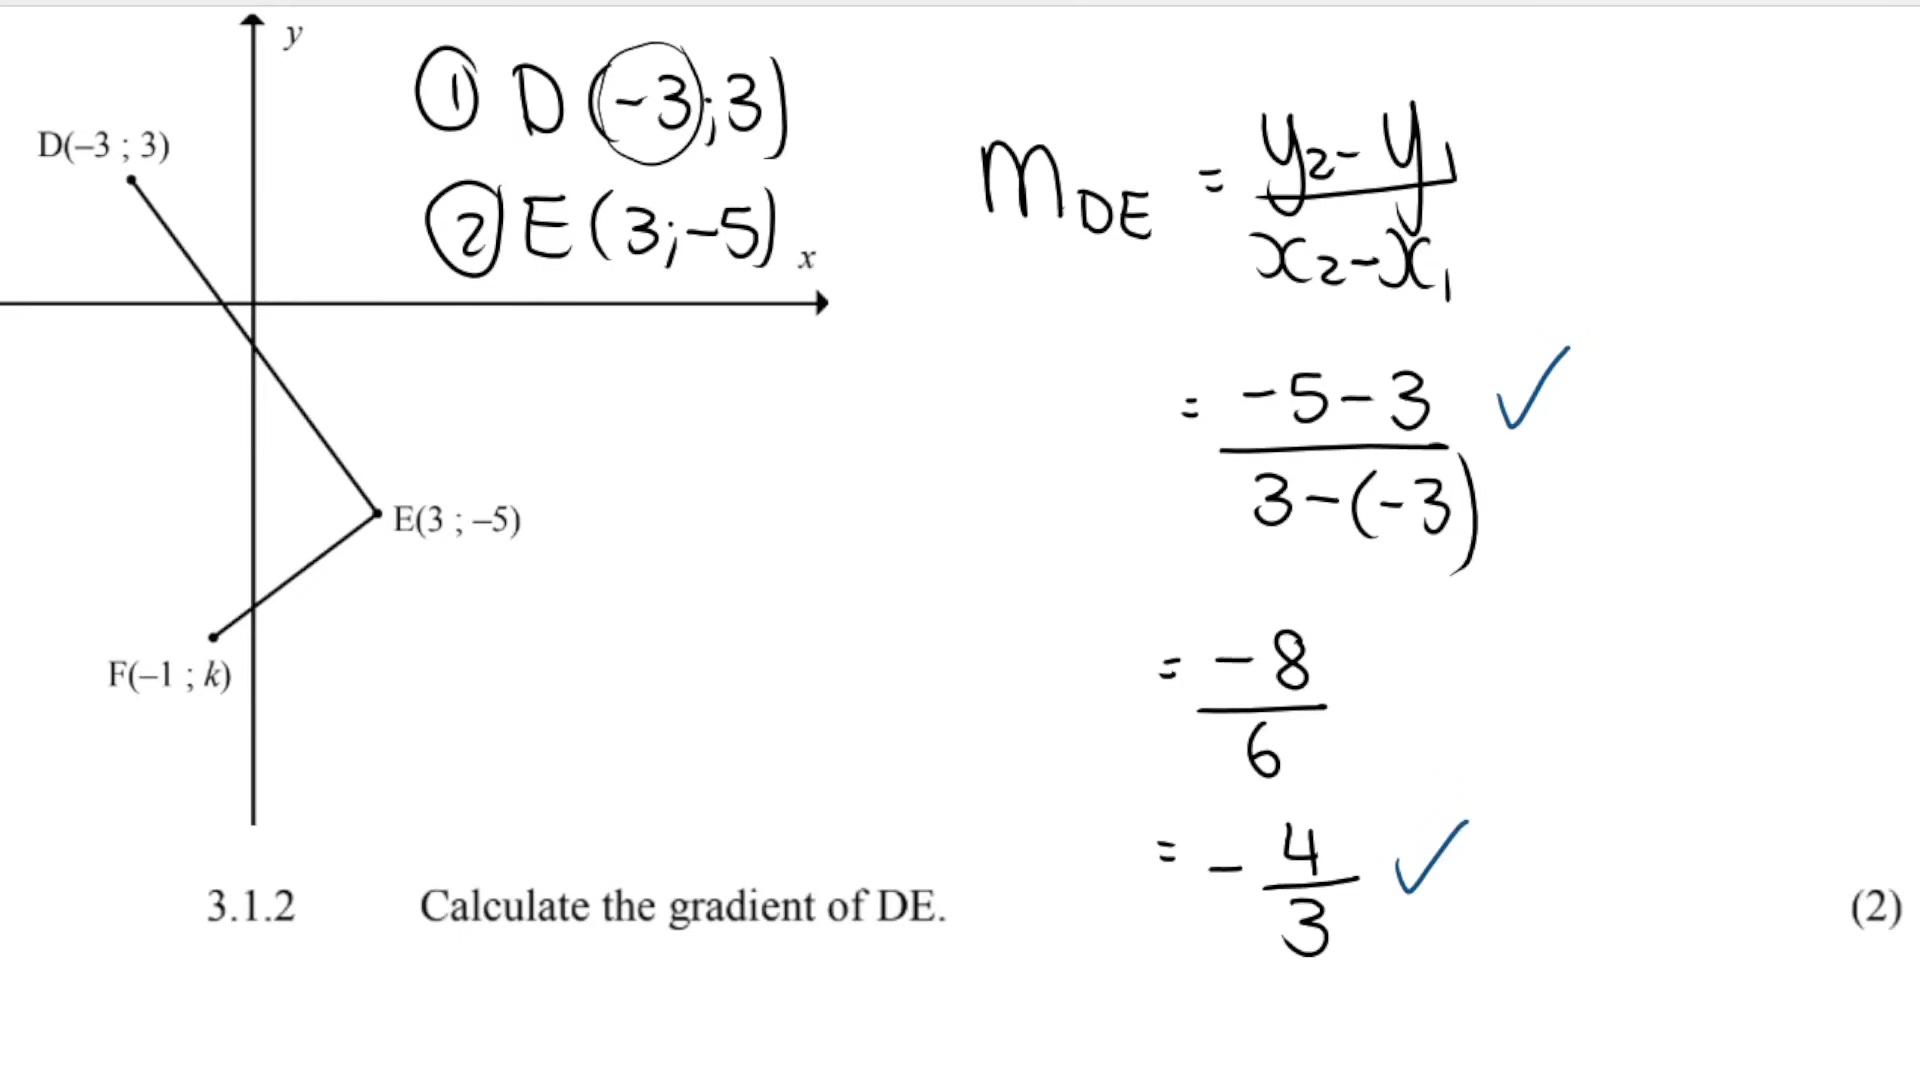 y
① D(-3;3)
D(–3 ; 3)
② E(3;-5)
x
E(3 ; –5)
F(–1 ; k)
m_DE = (y₂-y₁)/(x₂-x₁)
= (-5-3)/(3-(-3)) ✓
= -8/6
= -4/3 ✓
3.1.2 Calculate the gradient of DE. (2)